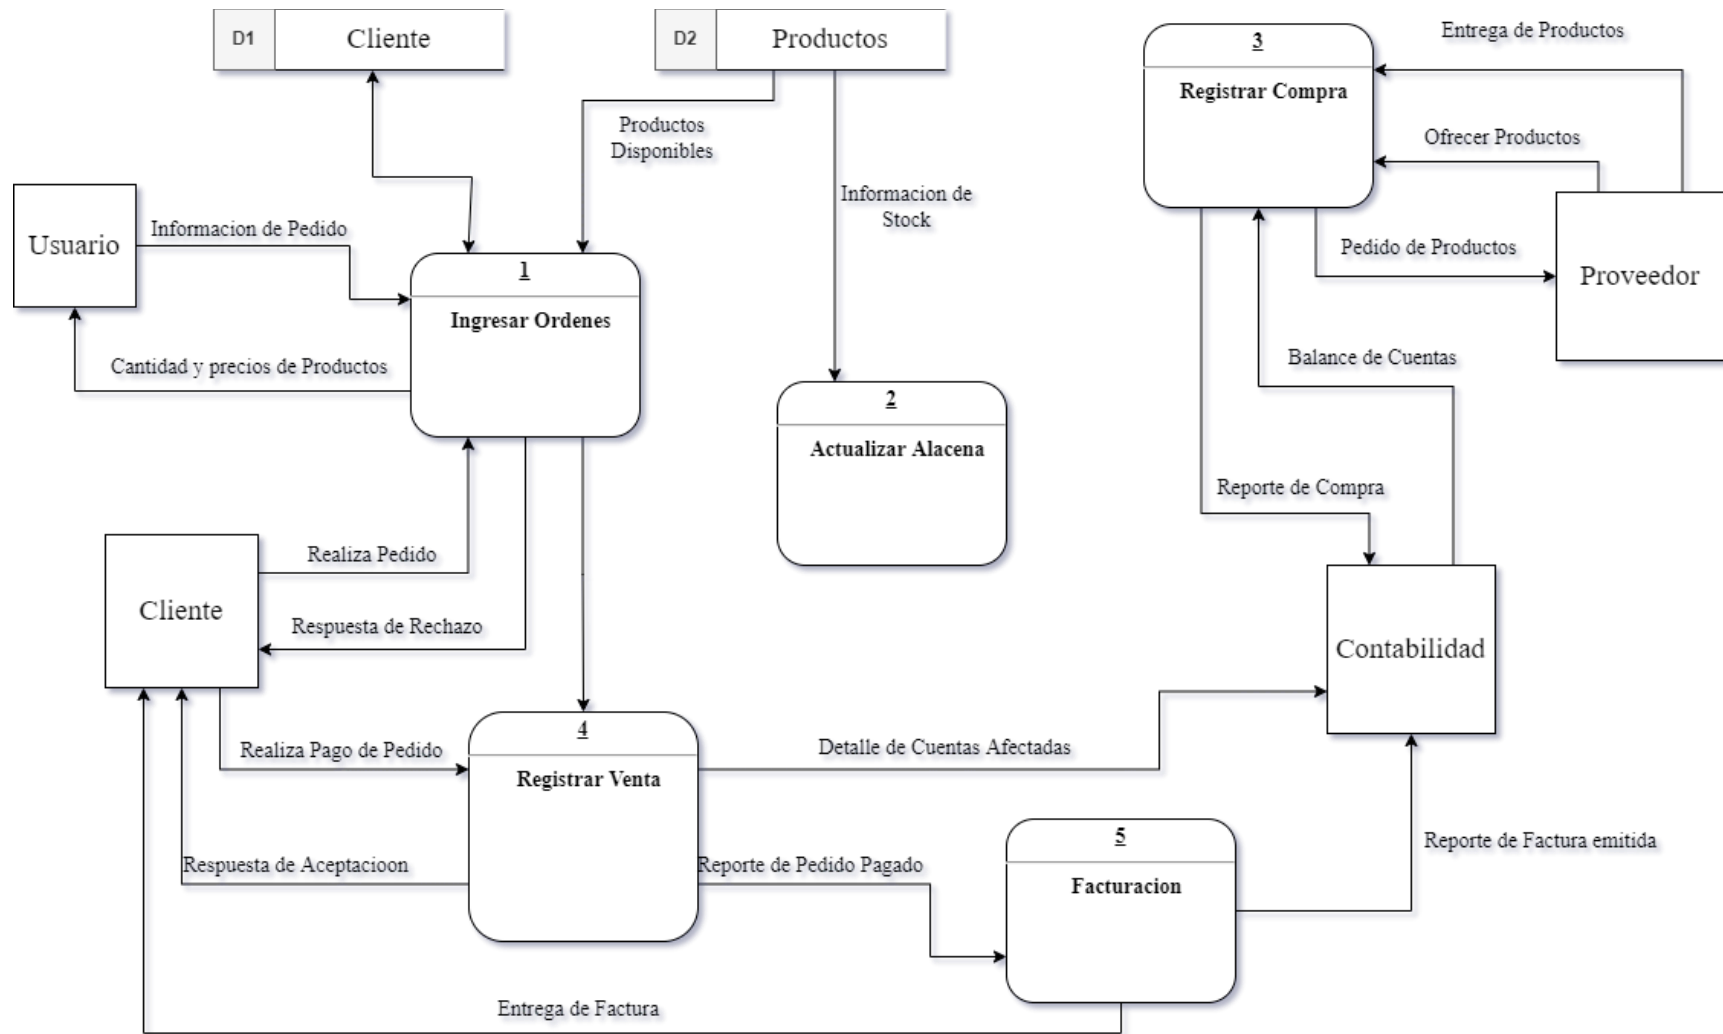 D1
Cliente
D2
Productos
3
Registrar Compra
Entrega de Productos
Ofrecer Productos
Productos
Disponibles
Informacion de
Stock
Usuario
Informacion de Pedido
Pedido de Productos
Proveedor
1
Ingresar Ordenes
Cantidad y precios de Productos
Balance de Cuentas
2
Actualizar Alacena
Reporte de Compra
Realiza Pedido
Cliente
Respuesta de Rechazo
Contabilidad
4
Registrar Venta
Realiza Pago de Pedido
Detalle de Cuentas Afectadas
Respuesta de Aceptacioon
Reporte de Pedido Pagado
5
Facturacion
Reporte de Factura emitida
Entrega de Factura